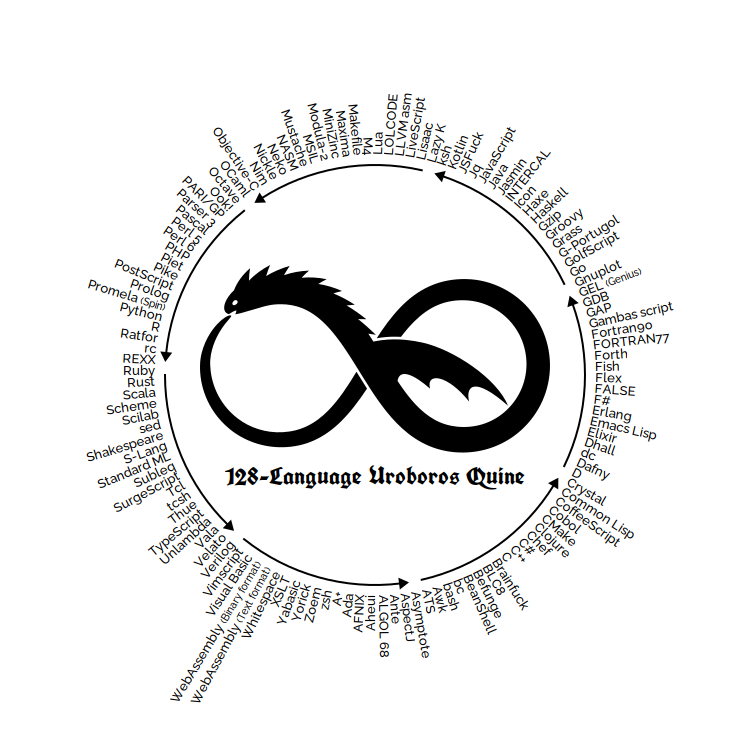 128-Language Uroboros Quine
Ruby
Rust
Scala
Scheme
Scilab
sed
Shakespeare
S-Lang
Standard ML
Subleq
SurgeScript
Tcl
tcsh
Thue
TypeScript
Unlambda
Vala
Velato
Verilog
Vimscript
Visual Basic
WebAssembly (Binary format)
WebAssembly (Text format)
Whitespace
XSLT
Yabasic
Yorick
Zoem
zsh
A+
Ada
AFNIX
Aheui
ALGOL 68
Ante
AspectJ
Asymptote
ATS
Awk
bash
bc
BeanShell
Befunge
BLC8
Brainfuck
C
C++
C#
Chef
Clojure
CMake
Cobol
CoffeeScript
Common Lisp
Crystal
D
Dafny
dc
Dhall
Elixir
Emacs Lisp
Erlang
F#
FALSE
Flex
Fish
Forth
FORTRAN77
Fortran90
Gambas script
GAP
GDB
GEL (Genius)
Gnuplot
Go
GolfScript
G-Portugol
Grass
Groovy
Gzip
Haskell
Haxe
Icon
INTERCAL
Jasmin
Java
JavaScript
Jq
JSFuck
Kotlin
ksh
Lazy K
Lisaac
LiveScript
LLVM asm
LOLCODE
Lua
M4
Makefile
Maxima
MiniZinc
Modula-2
MSIL
Mustache
NASM
Neko
Nickle
Nim
Objective-C
OCaml
Octave
Ook!
PARI/GP
Parser 3
Pascal
Perl 5
Perl 6
PHP
Piet
Pike
PostScript
Prolog
Promela (Spin)
Python
R
Ratfor
rc
REXX